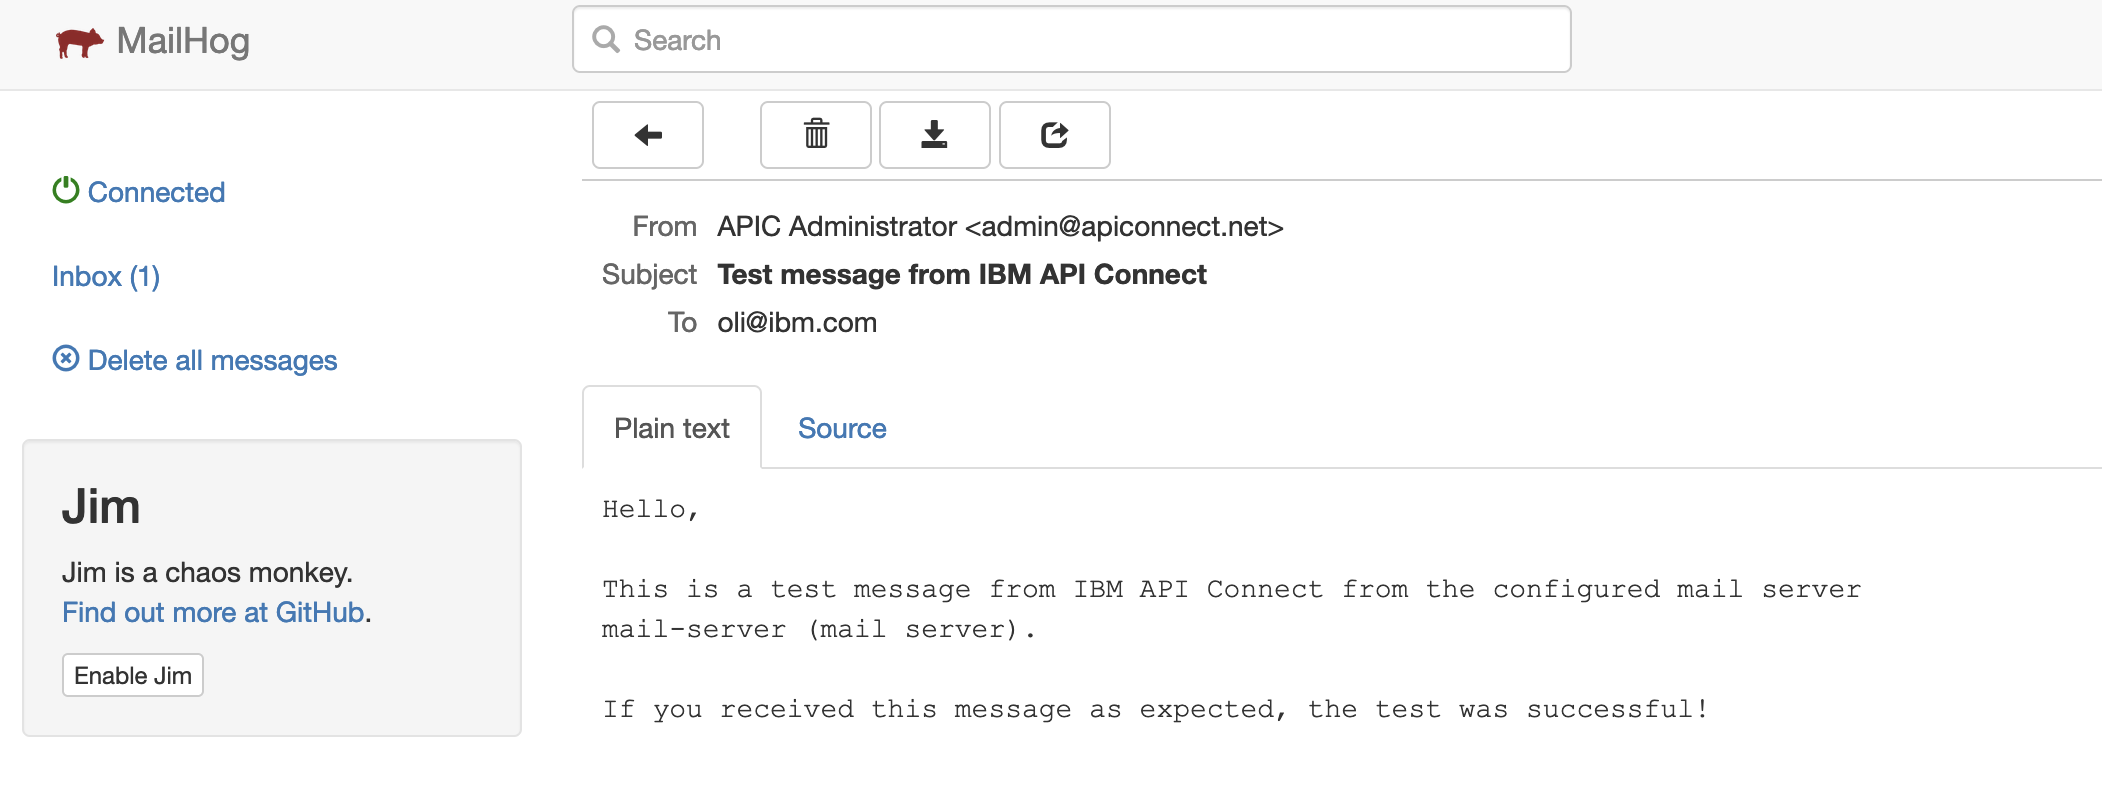 MailHog
Search
Connected
Inbox (1)
Delete all messages
Jim
Jim is a chaos monkey.
Find out more at GitHub.
Enable Jim
From APIC Administrator <admin@apiconnect.net>
Subject Test message from IBM API Connect
To oli@ibm.com
Plain text Source
Hello,
This is a test message from IBM API Connect from the configured mail server
mail-server (mail server).
If you received this message as expected, the test was successful!